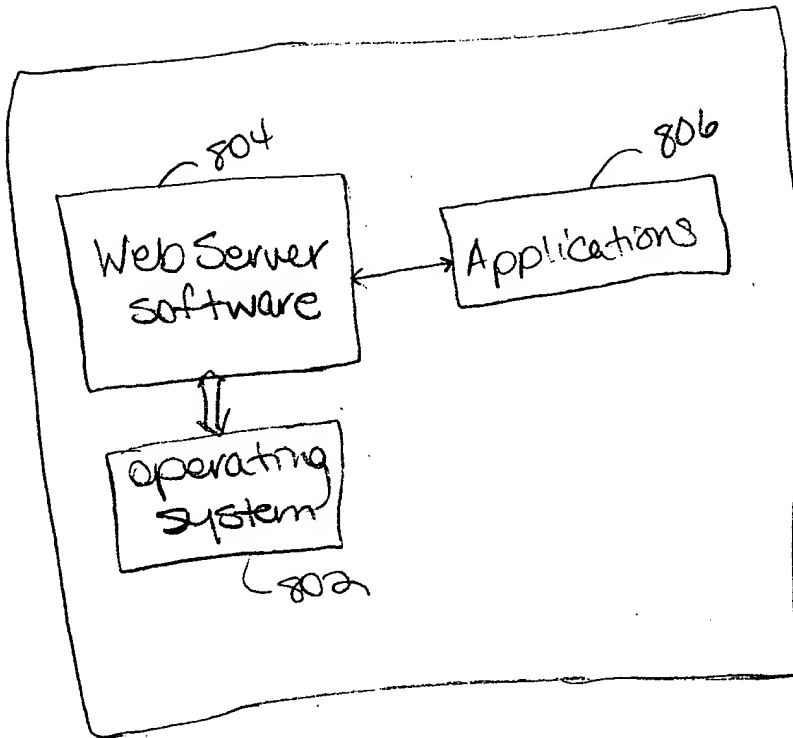 804
806
Web Server
software
Applications
operating
system
802